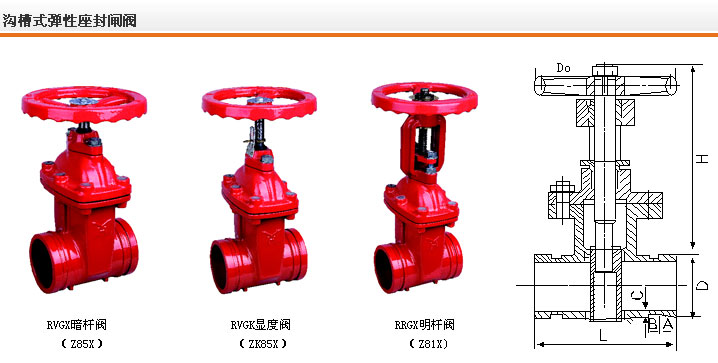 沟槽式弹性座封闸阀
Do
H
D
C
B A
L
RVGX暗杆阀
(Z85X)
RVGK显度阀
(ZK85X)
RRGX明杆阀
(Z81X)